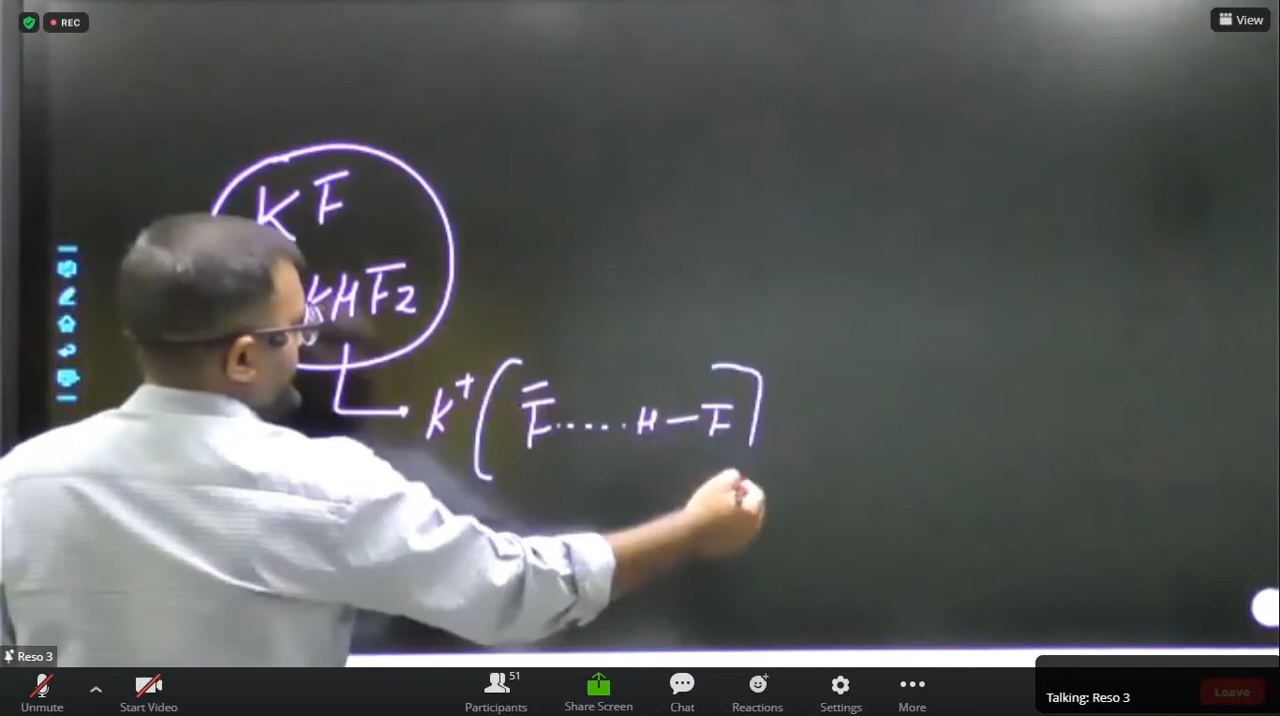 REC
View
KF
KHF2
K+ (F̄.....H-F]
Reso 3
Unmute
Start Video
Participants
51
Share Screen
Chat
Reactions
Settings
More
Talking: Reso 3
Leave